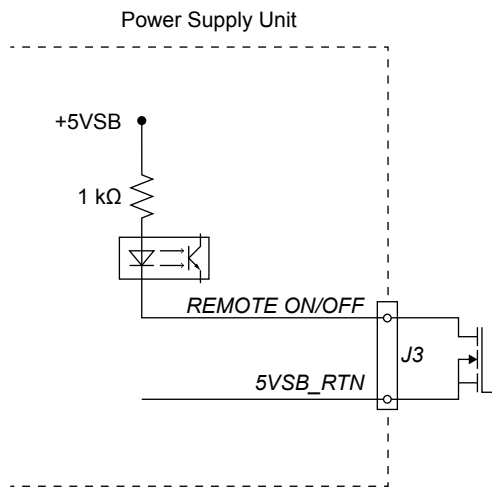 Power Supply Unit
+5VSB
1 kΩ
REMOTE ON/OFF
J3
5VSB_RTN